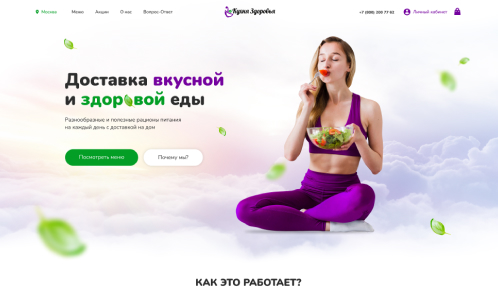 Москва Меню Акции О нас Вопрос-Ответ Кухня Здоровья +7 (999) 200 77 82 Личный кабинет
Доставка вкусной
и здоровой еды
Разнообразные и полезные рационы питания
на каждый день с доставкой на дом
Посмотреть меню Почему мы?
КАК ЭТО РАБОТАЕТ?